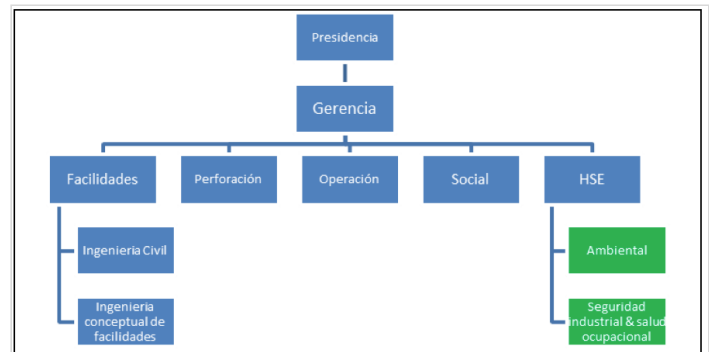 Presidencia
Gerencia
Facilidades
Perforación
Operación
Social
HSE
Ingenieria Civil
Ambiental
Ingenieria
conceptual de
facilidades
Seguridad
industrial & salud
ocupacional